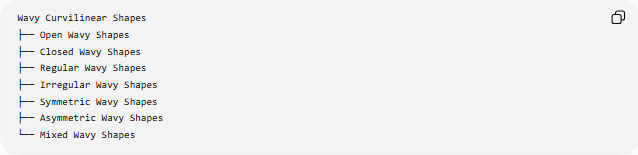 Wavy Curvilinear Shapes
├── Open Wavy Shapes
├── Closed Wavy Shapes
├── Regular Wavy Shapes
├── Irregular Wavy Shapes
├── Symmetric Wavy Shapes
├── Asymmetric Wavy Shapes
└── Mixed Wavy Shapes